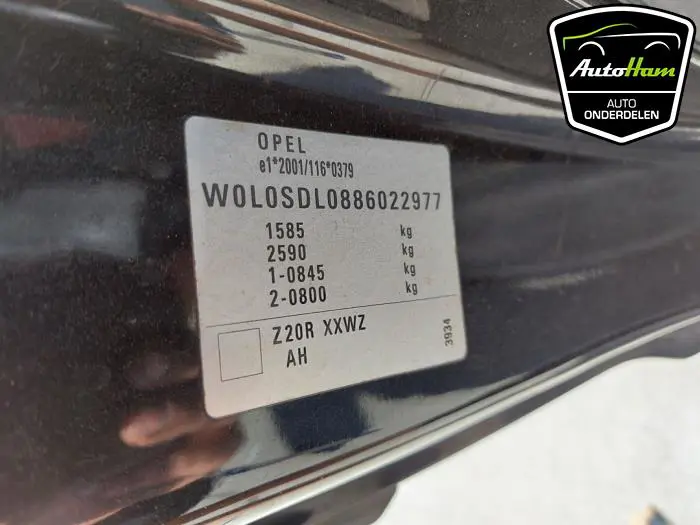 AutoHam
AUTO
ONDERDELEN
OPEL
e1*2001/116*0379
W0L0SDL0886022977
1585 kg
2590 kg
1-0845 kg
2-0800 kg
Z20R XXWZ
AH
3934